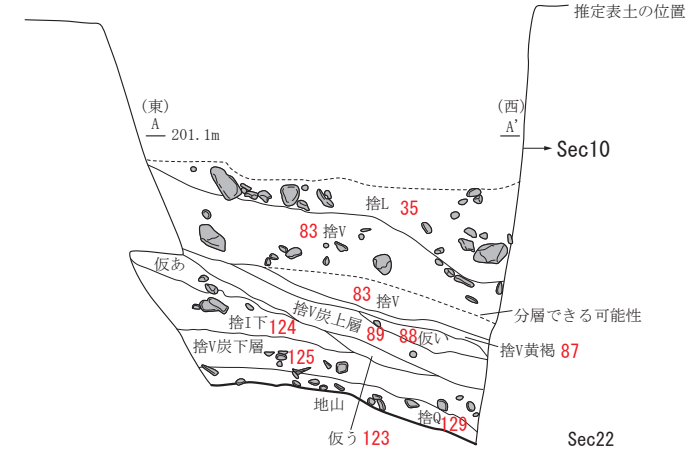 推定表土の位置
(東)
A 201.1m
(西)
A'
Sec10
捨L 35
83 捨V
仮あ
83 捨V
分層できる可能性
捨V炭上層 89
88 仮い
捨I下 124
捨V黄褐 87
捨V炭下層 125
地山
捨Q 129
仮う 123
Sec22